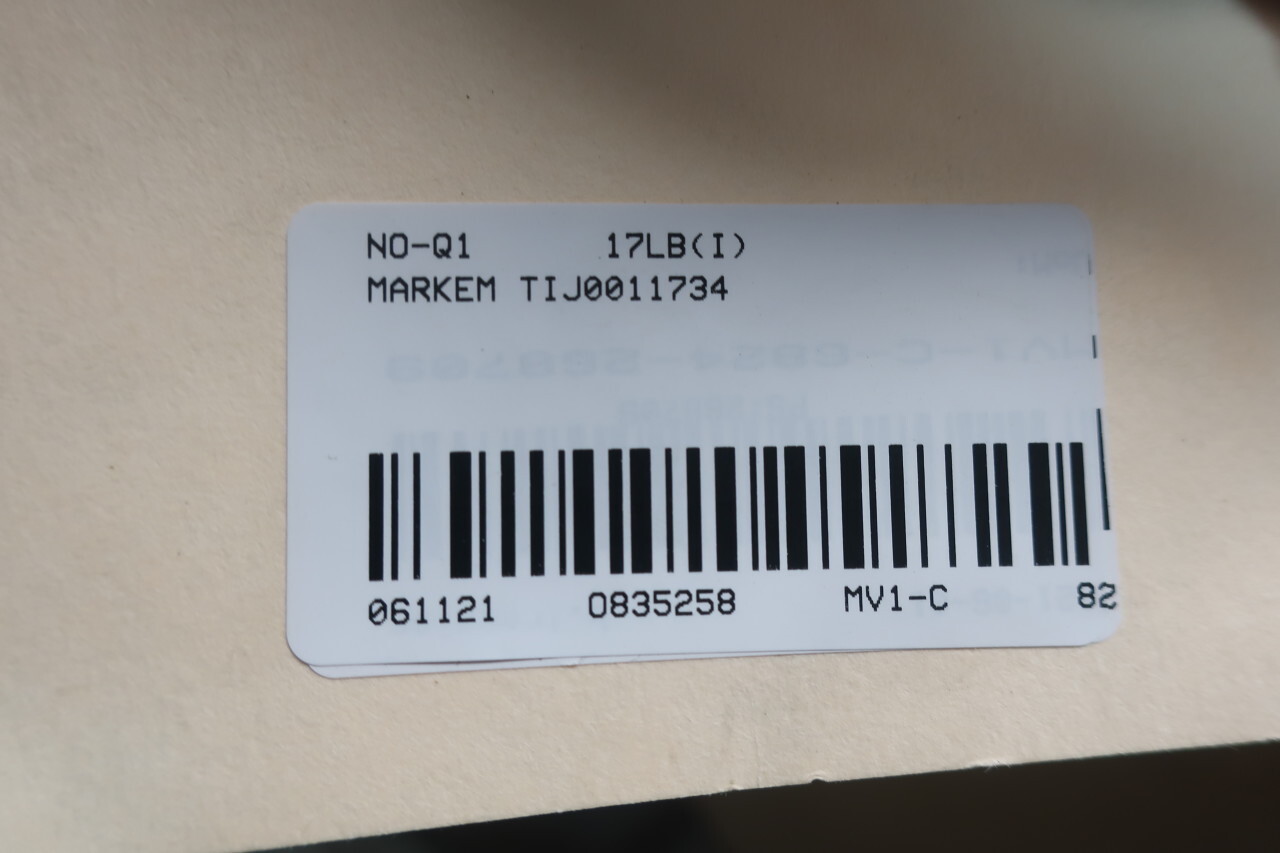 NO-Q1 17LB(I)
MARKEM TIJ0011734
061121 0835258 MV1-C 82